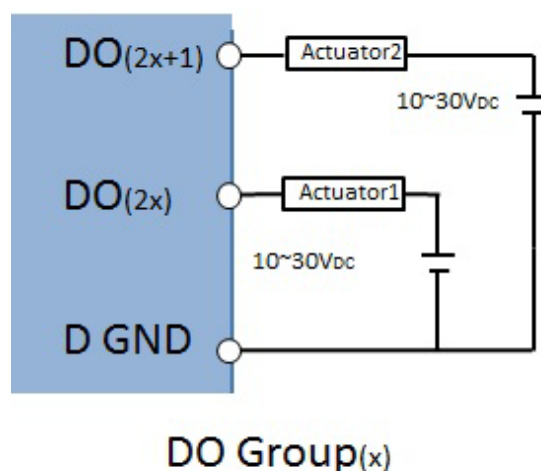 DO(2x+1)
Actuator2
10~30VDC
DO(2x)
Actuator1
10~30VDC
D GND
DO Group(x)